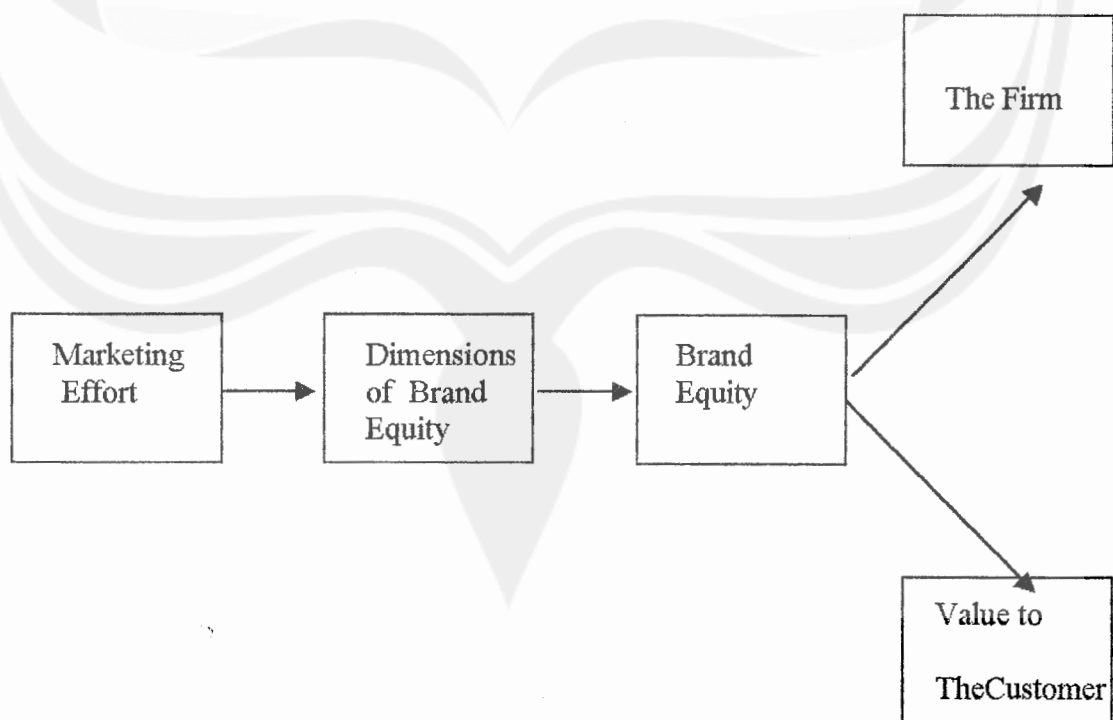 The Firm
Marketing
Effort
Dimensions
of Brand
Equity
Brand
Equity
Value to
TheCustomer